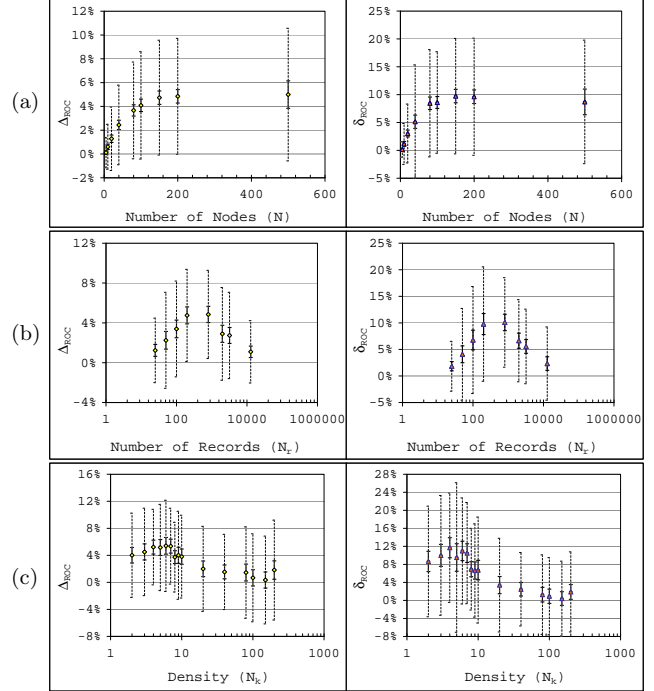 (a)
Δ_ROC
12%
10%
8%
6%
4%
2%
0%
-2%
0 200 400 600
Number of Nodes (N)
δ_ROC
25%
20%
15%
10%
5%
0%
-5%
0 200 400 600
Number of Nodes (N)
(b)
Δ_ROC
12%
8%
4%
0%
-4%
1 100 10000 1000000
Number of Records (N_r)
δ_ROC
25%
20%
15%
10%
5%
0%
-5%
1 100 10000 1000000
Number of Records (N_r)
(c)
Δ_ROC
16%
12%
8%
4%
0%
-4%
-8%
1 10 100 1000
Density (N_k)
δ_ROC
28%
24%
20%
16%
12%
8%
4%
0%
-4%
-8%
1 10 100 1000
Density (N_k)